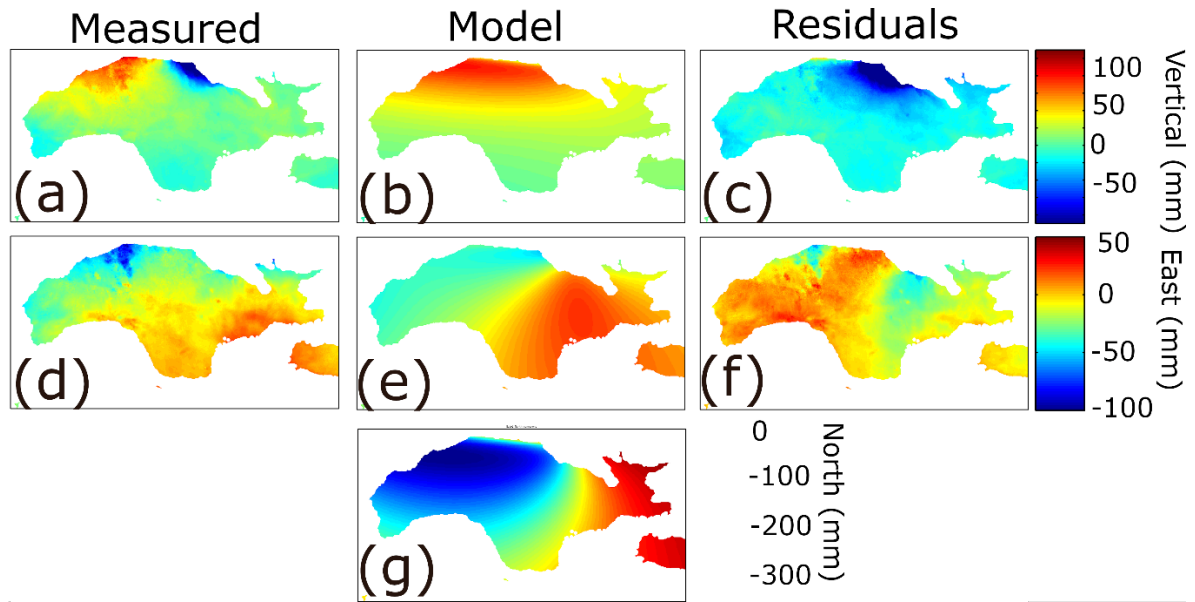 Measured Model Residuals
(a) (b) (c)
100
50
0
-50
Vertical (mm)
(d) (e) (f)
50
0
-50
-100
East (mm)
(g)
0
-100
-200
-300
North (mm)